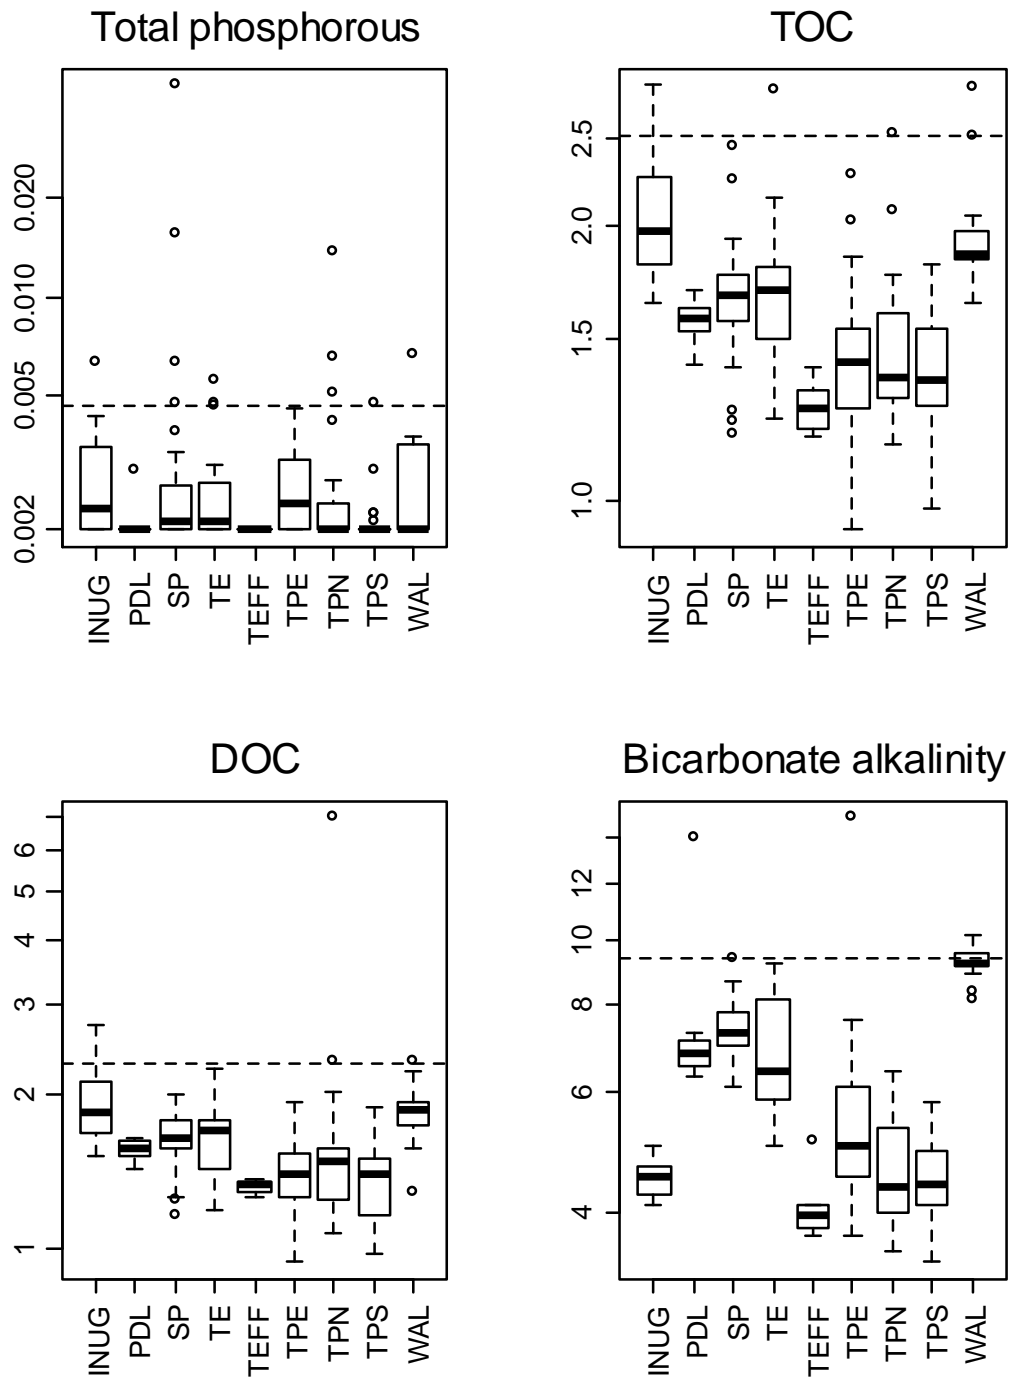 Total phosphorous
0.020
0.010
0.005
0.002
INUG
PDL
SP
TE
TEFF
TPE
TPN
TPS
WAL
TOC
2.5
2.0
1.5
1.0
INUG
PDL
SP
TE
TEFF
TPE
TPN
TPS
WAL
DOC
6
5
4
3
2
1
INUG
PDL
SP
TE
TEFF
TPE
TPN
TPS
WAL
Bicarbonate alkalinity
12
10
8
6
4
INUG
PDL
SP
TE
TEFF
TPE
TPN
TPS
WAL